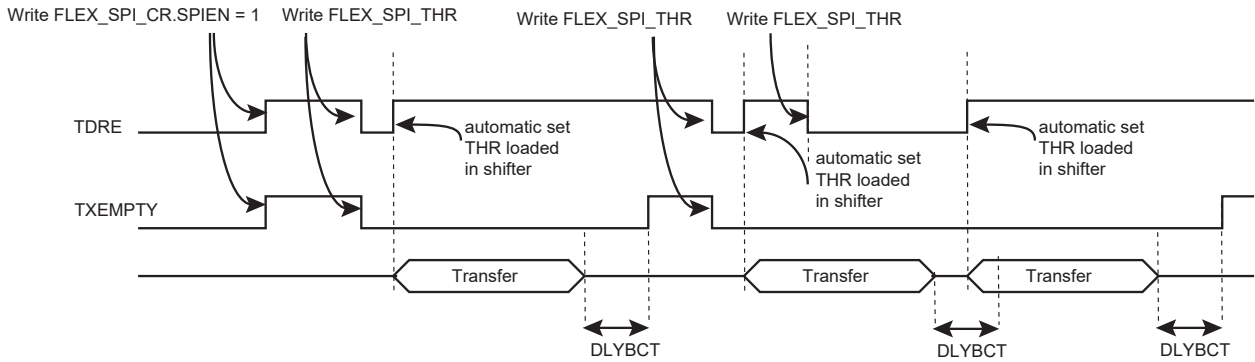 Write FLEX_SPI_CR.SPIEN = 1
Write FLEX_SPI_THR
Write FLEX_SPI_THR
Write FLEX_SPI_THR
TDRE
automatic set
THR loaded
in shifter
automatic set
THR loaded
in shifter
automatic set
THR loaded
in shifter
TXEMPTY
Transfer
Transfer
Transfer
DLYBCT
DLYBCT
DLYBCT